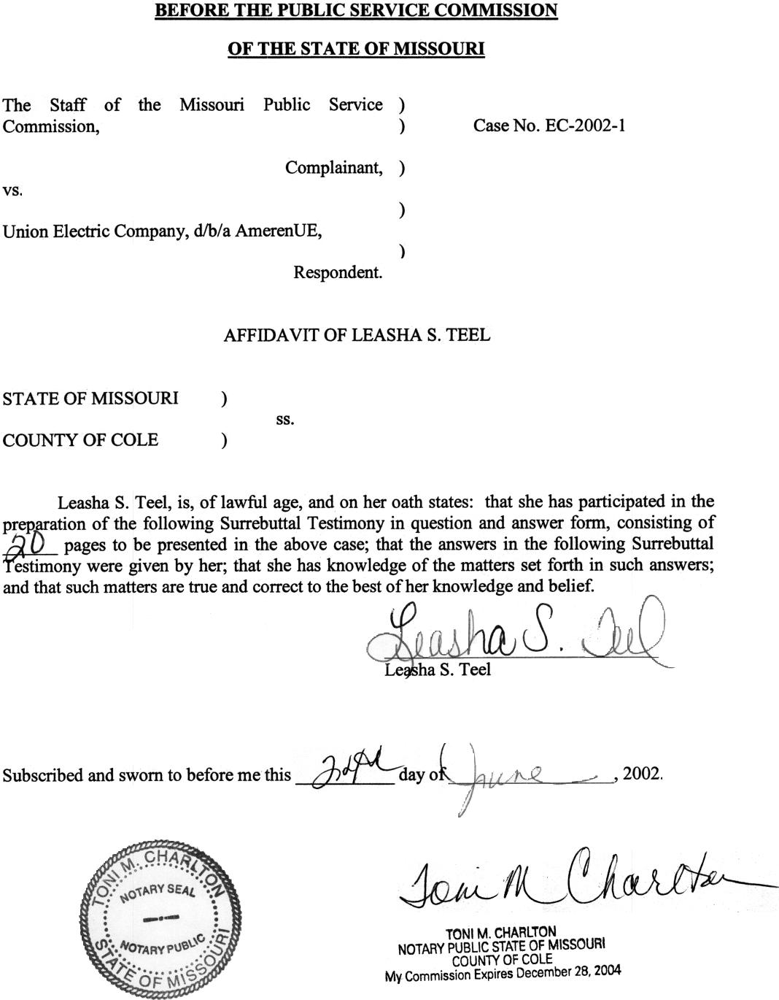 BEFORE THE PUBLIC SERVICE COMMISSION
OF THE STATE OF MISSOURI
The Staff of the Missouri Public Service )
Commission, ) Case No. EC-2002-1
Complainant, )
vs.
)
Union Electric Company, d/b/a AmerenUE,
)
Respondent.
AFFIDAVIT OF LEASHA S. TEEL
STATE OF MISSOURI )
ss.
COUNTY OF COLE )
Leasha S. Teel, is, of lawful age, and on her oath states: that she has participated in the
preparation of the following Surrebuttal Testimony in question and answer form, consisting of
20 pages to be presented in the above case; that the answers in the following Surrebuttal
Testimony were given by her; that she has knowledge of the matters set forth in such answers;
and that such matters are true and correct to the best of her knowledge and belief.
Leasha S. Teel
Leasha S. Teel
Subscribed and sworn to before me this day of June, 2002.
TONI M. CHARLTON
NOTARY SEAL
NOTARY PUBLIC
STATE OF MISSOURI
Toni M Charlton
TONI M. CHARLTON
NOTARY PUBLIC STATE OF MISSOURI
COUNTY OF COLE
My Commission Expires December 28, 2004